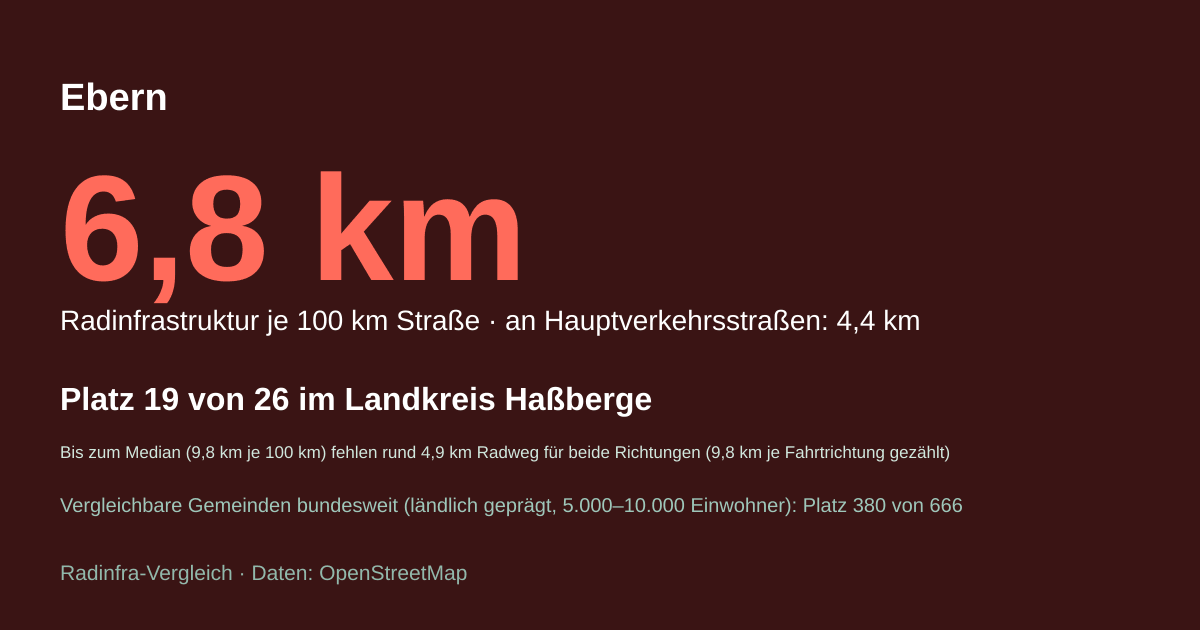 Ebern
6,8 km
Radinfrastruktur je 100 km Straße · an Hauptverkehrsstraßen: 4,4 km
Platz 19 von 26 im Landkreis Haßberge
Bis zum Median (9,8 km je 100 km) fehlen rund 4,9 km Radweg für beide Richtungen (9,8 km je Fahrtrichtung gezählt)
Vergleichbare Gemeinden bundesweit (ländlich geprägt, 5.000–10.000 Einwohner): Platz 380 von 666
Radinfra-Vergleich · Daten: OpenStreetMap